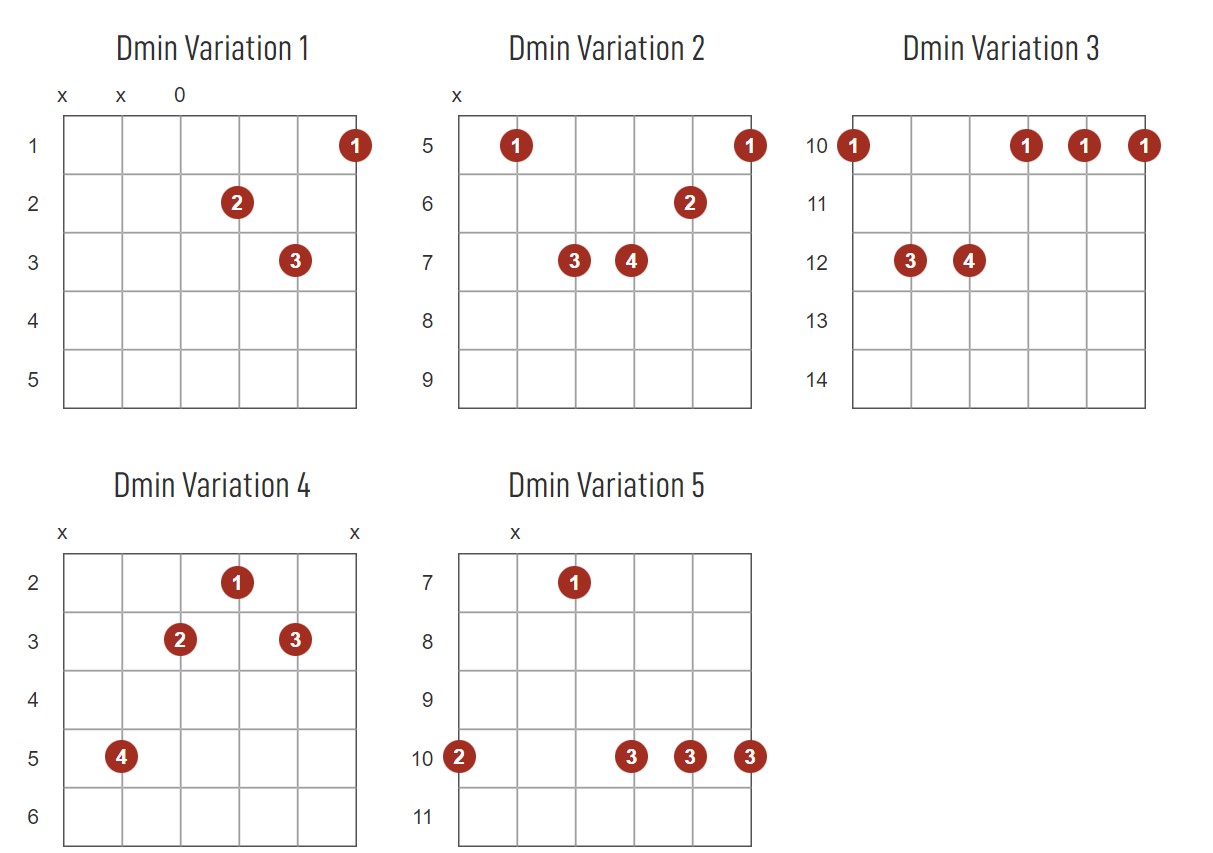 Dmin Variation 1
x x 0
1 1
2 2
3 3
4
5
Dmin Variation 2
x
5 1 1
6 2
7 3 4
8
9
Dmin Variation 3
10 1 1 1 1
11
12 3 4
13
14
Dmin Variation 4
x x
2 1
3 2 3
4
5 4
6
Dmin Variation 5
x
7 1
8
9
10 2 3 3 3
11